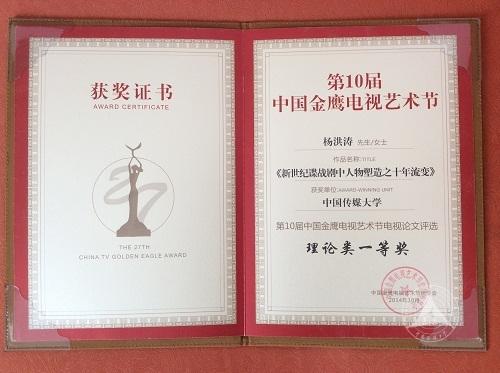 获奖证书
AWARD CERTIFICATE
27
THE 27TH
CHINA TV GOLDEN EAGLE AWARD
第10届
中国金鹰电视艺术节
杨洪涛 先生/女士
作品名称:TITLE
《新世纪谍战剧中人物塑造之十年流变》
获奖单位:AWARD-WINNING UNIT
中国传媒大学
第10届中国金鹰电视艺术节电视论文评选
理论类一等奖
2014年10月